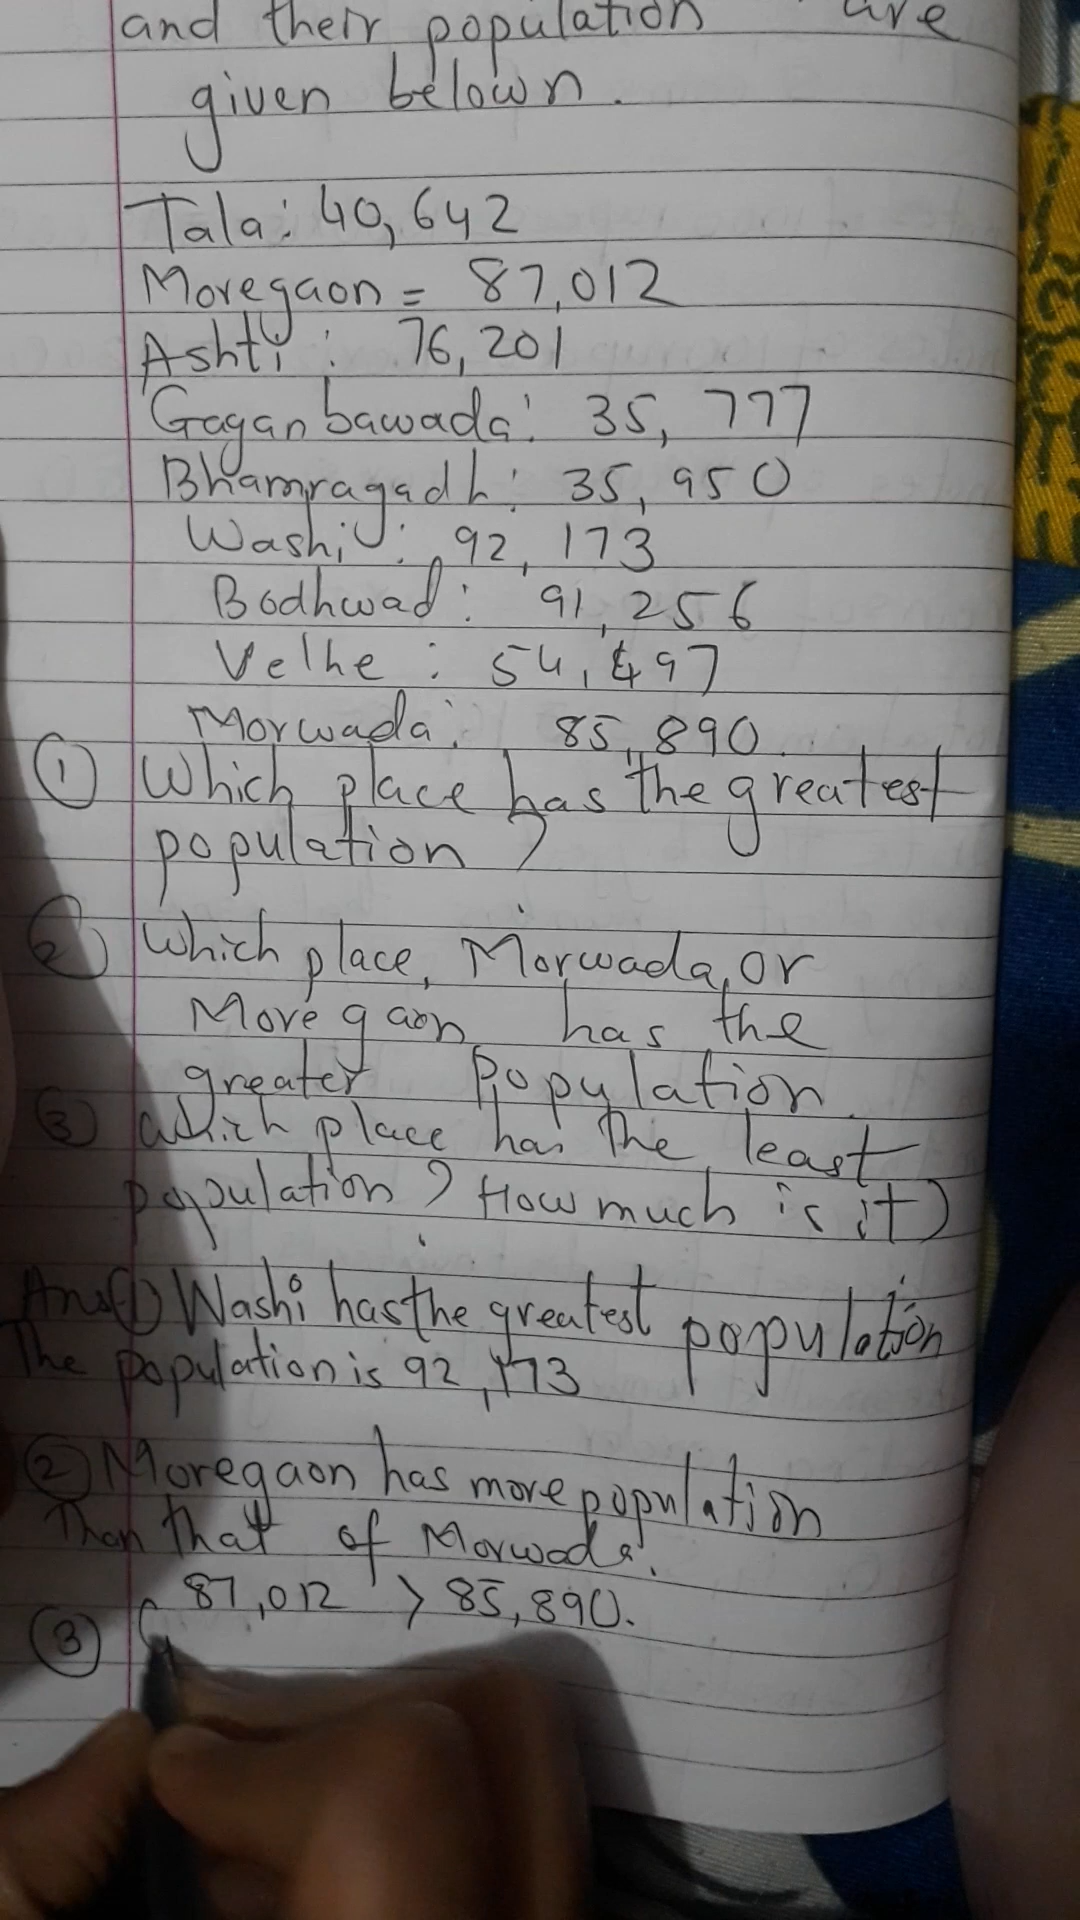 and their population are
given belown.
Tala: 40,642
Moregaon = 87,012
Ashti : 76,201
Gaganbawada: 35,777
Bhamragadh: 35,950
Washi : 92,173
Bodhwad : 91,256
Velhe : 54,497
Morwada: 85,890.
① Which place has the greatest
population?
② Which place, Morwada, or
Moregaon has the
greater Population.
③ which place has the least
population? How much is it?
Ans ① Washi has the greatest population
The population is 92,173
② Moregaon has more population
Than that of Morwada.
87,012 > 85,890.
③ G